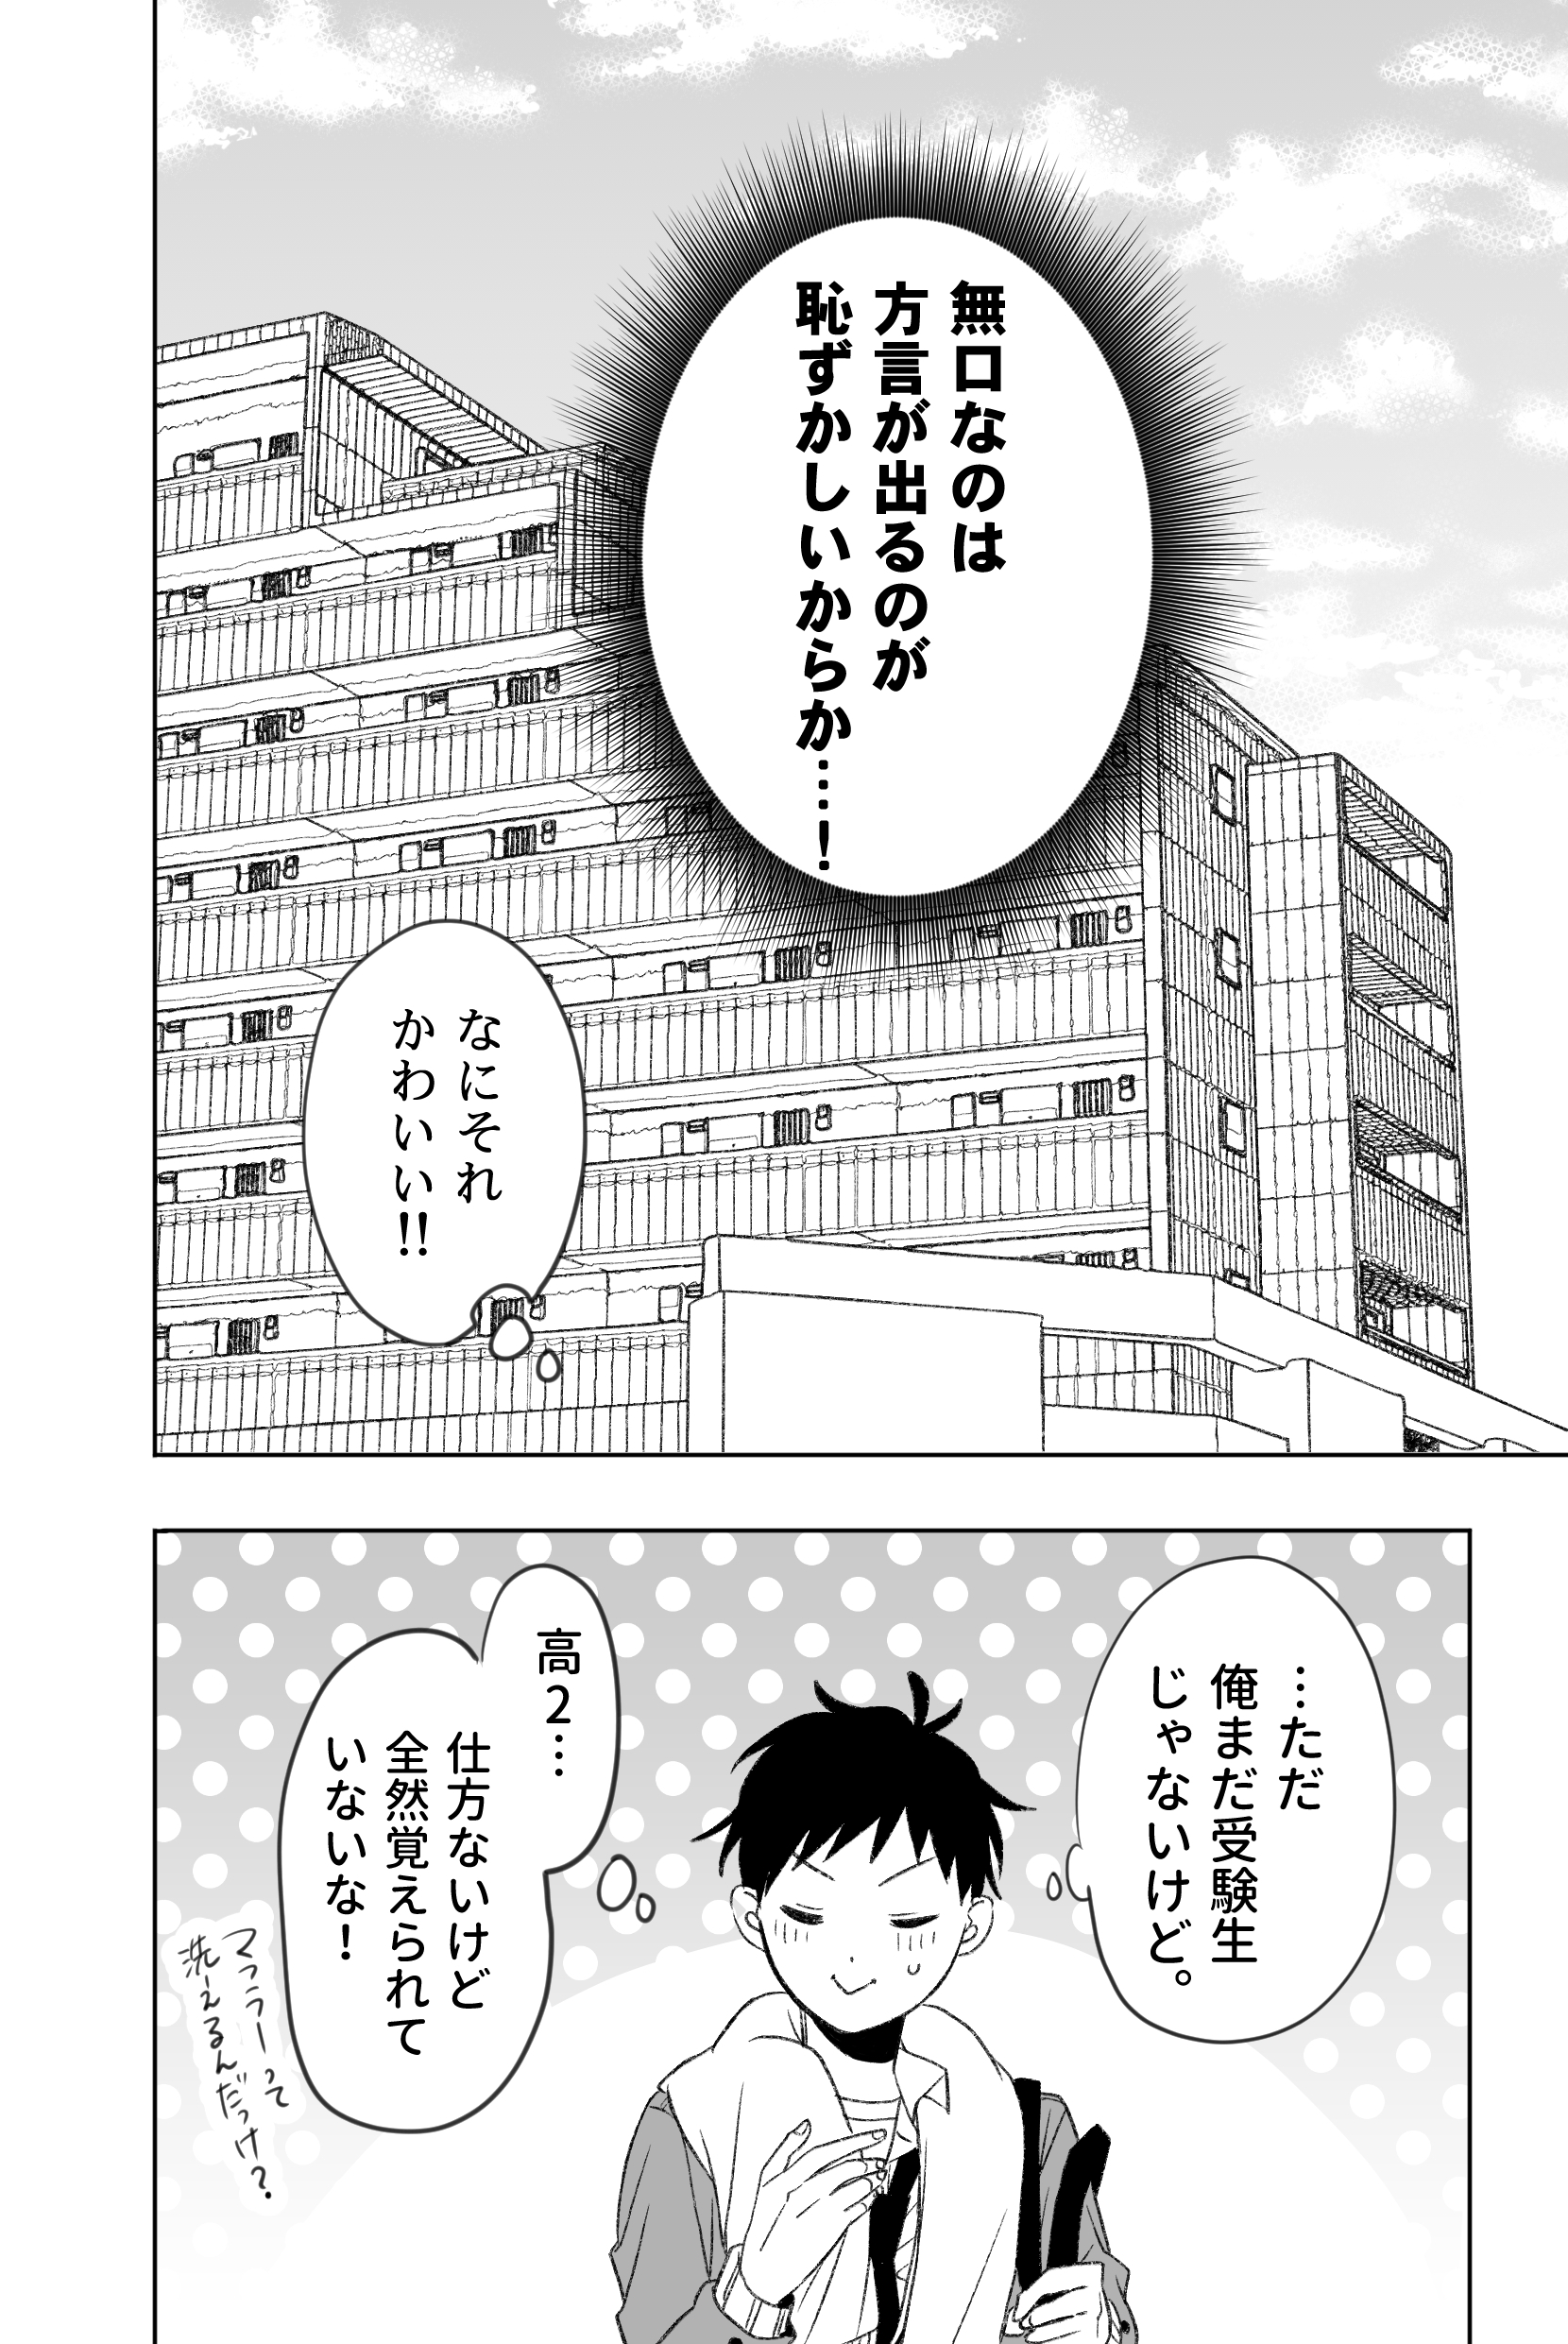 無口なのは
方言が出るのが
恥ずかしいからか…！
なにそれ
かわいい!!
…ただ
俺まだ受験生
じゃないけど。
高2…
仕方ないけど
全然覚えられて
いないな！
マフラーって
洗えるんだっけ？